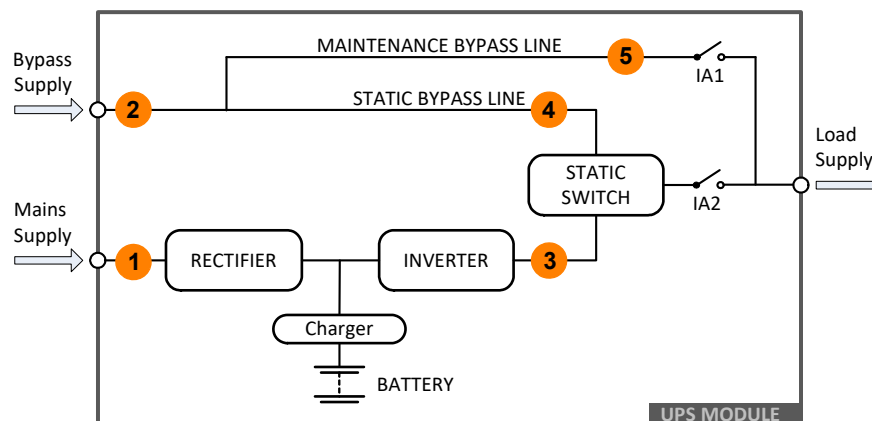 MAINTENANCE BYPASS LINE
5
IA1
Bypass
Supply
2
STATIC BYPASS LINE
4
STATIC
SWITCH
IA2
Load
Supply
Mains
Supply
1
RECTIFIER
INVERTER
3
Charger
BATTERY
UPS MODULE